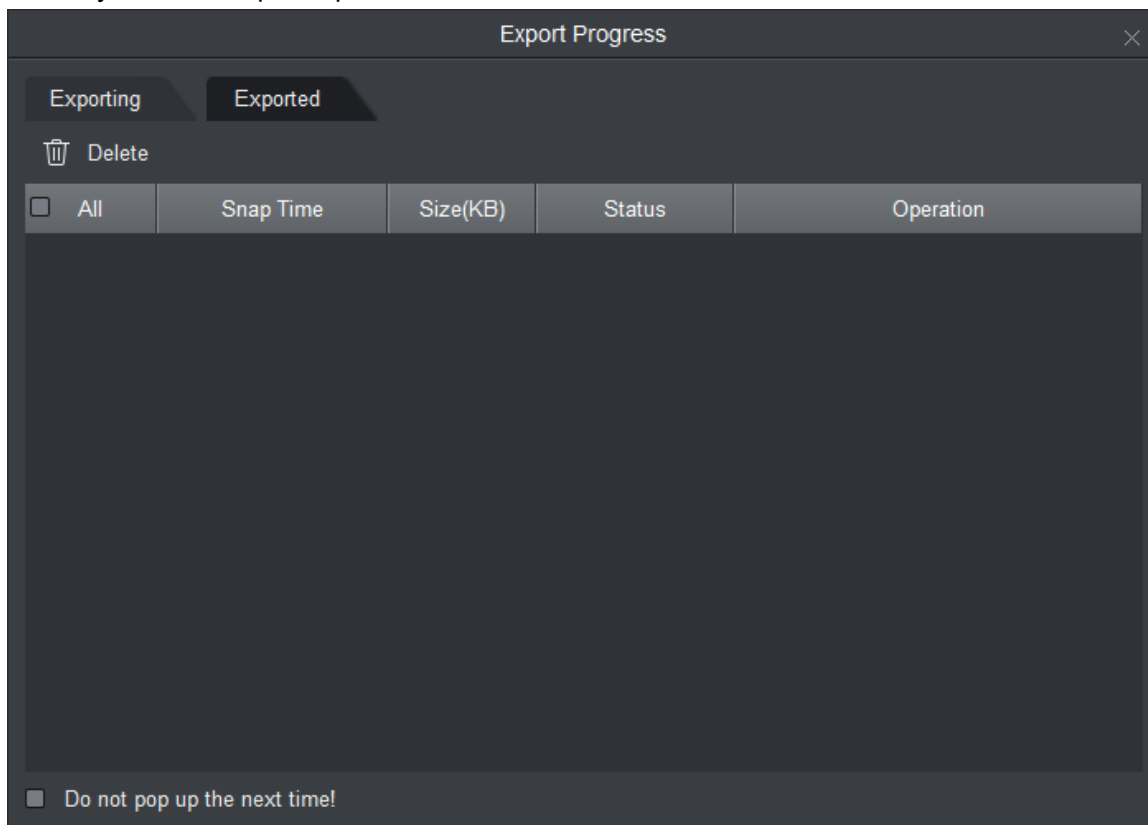 Export Progress
Exporting Exported
Delete
All Snap Time Size(KB) Status Operation
Do not pop up the next time!